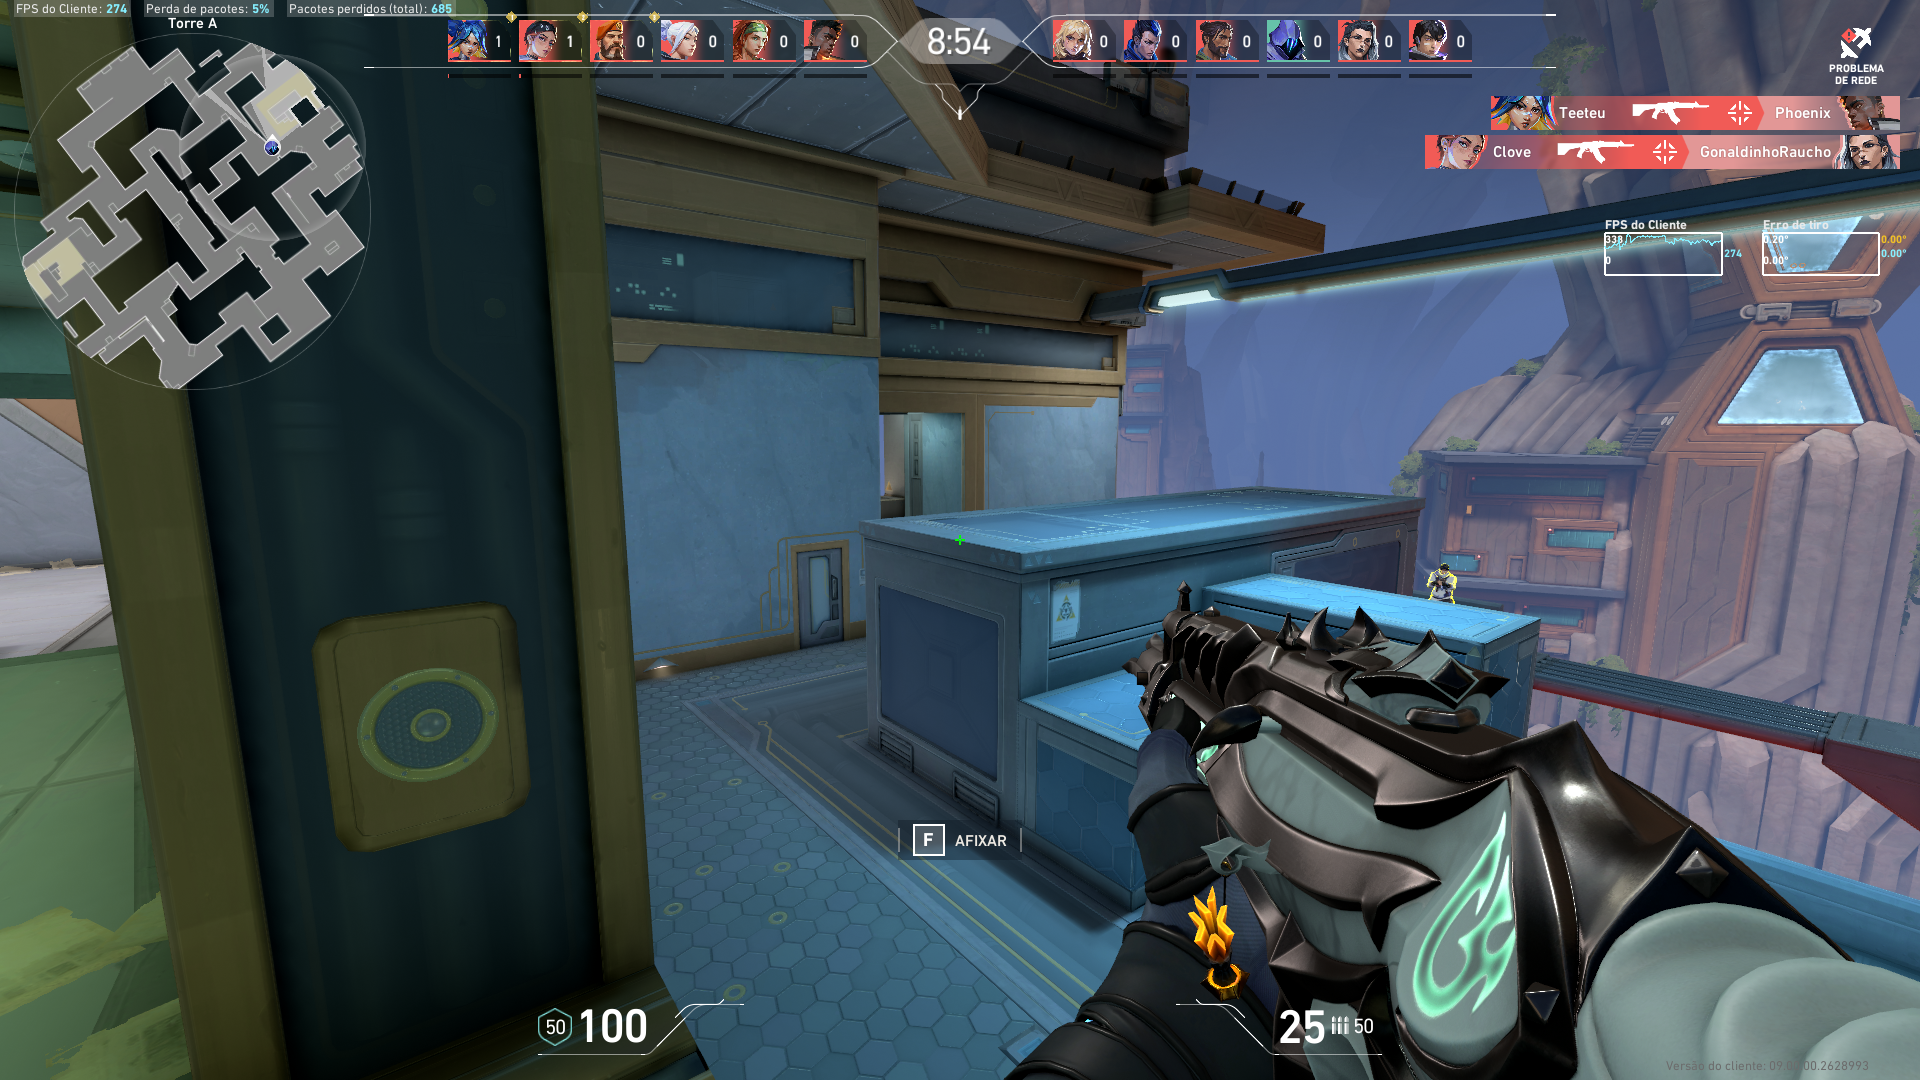 FPS do Cliente: 274 Perda de pacotes: 5% Pacotes perdidos (total): 685
Torre A
1 1 0 0 0 0
8:54
0 0 0 0 0 0
PROBLEMA
DE REDE
Teeteu Phoenix
Clove GonaldinhoRaucho
FPS do Cliente
338
274
0
Erro de tiro
0.20°
0.00°
0.00°
0.00°
F AFIXAR
50 100
25 50